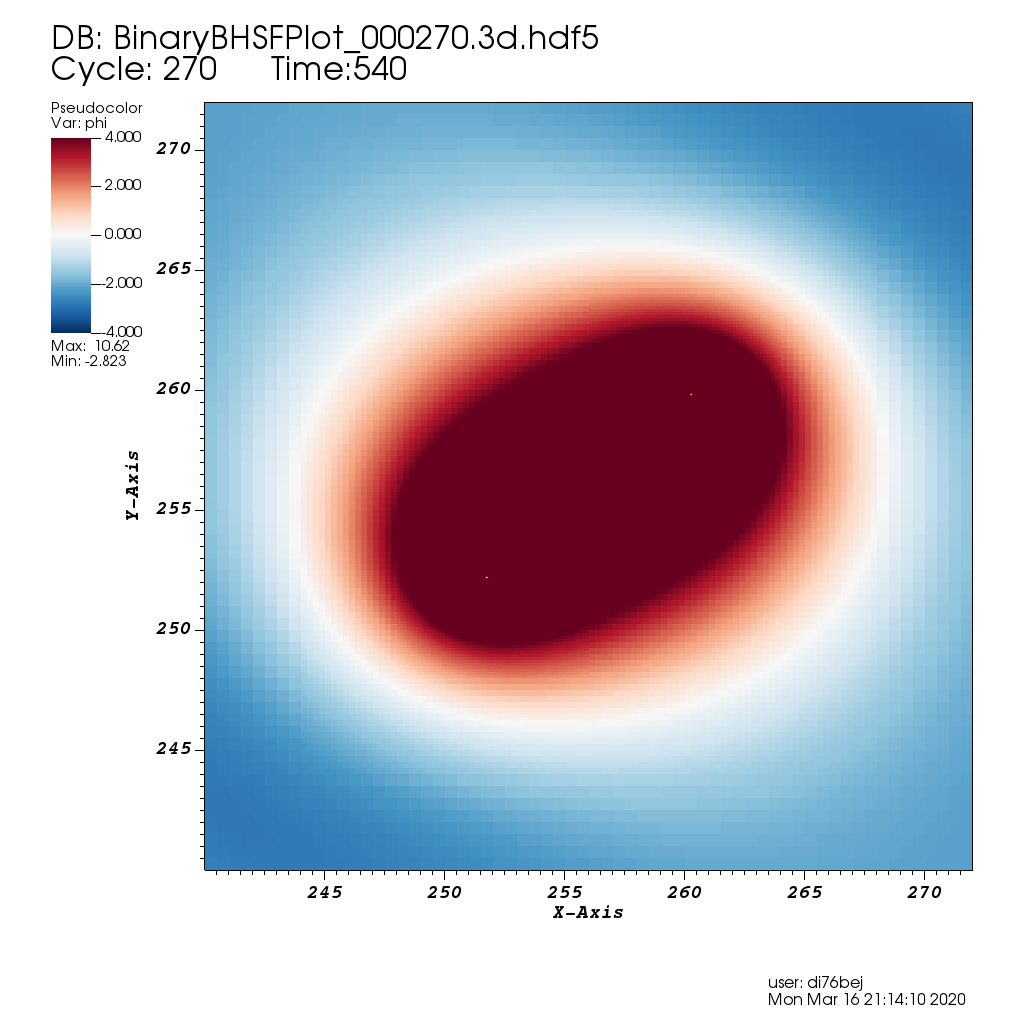 DB: BinaryBHSFPlot_000270.3d.hdf5
Cycle: 270 Time:540
Pseudocolor
Var: phi
4.000
2.000
0.000
-2.000
-4.000
Max: 10.62
Min: -2.823
270
265
260
255
250
245
Y-Axis
245 250 255 260 265 270
X-Axis
user: di76bej
Mon Mar 16 21:14:10 2020